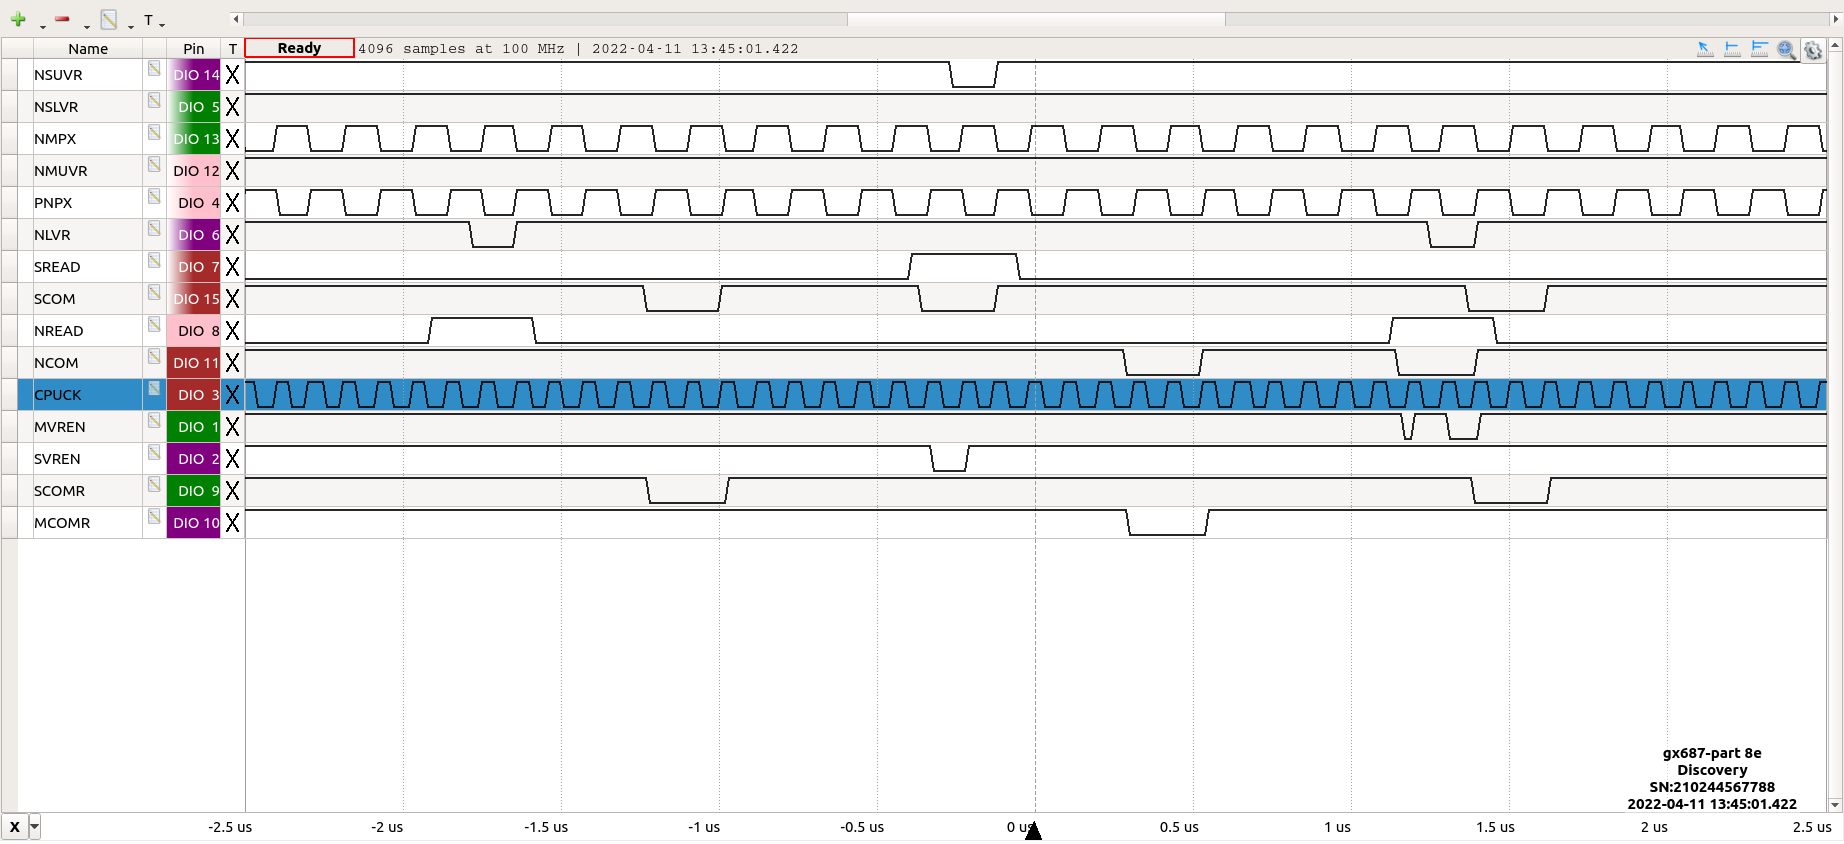 T
Name Pin T Ready 4096 samples at 100 MHz | 2022-04-11 13:45:01.422
NSUVR DIO 14 X
NSLVR DIO 5 X
NMPX DIO 13 X
NMUVR DIO 12 X
PNPX DIO 4 X
NLVR DIO 6 X
SREAD DIO 7 X
SCOM DIO 15 X
NREAD DIO 8 X
NCOM DIO 11 X
CPUCK DIO 3 X
MVREN DIO 1 X
SVREN DIO 2 X
SCOMR DIO 9 X
MCOMR DIO 10 X
gx687-part 8e
Discovery
SN:210244567788
2022-04-11 13:45:01.422
X -2.5 us -2 us -1.5 us -1 us -0.5 us 0 us 0.5 us 1 us 1.5 us 2 us 2.5 us